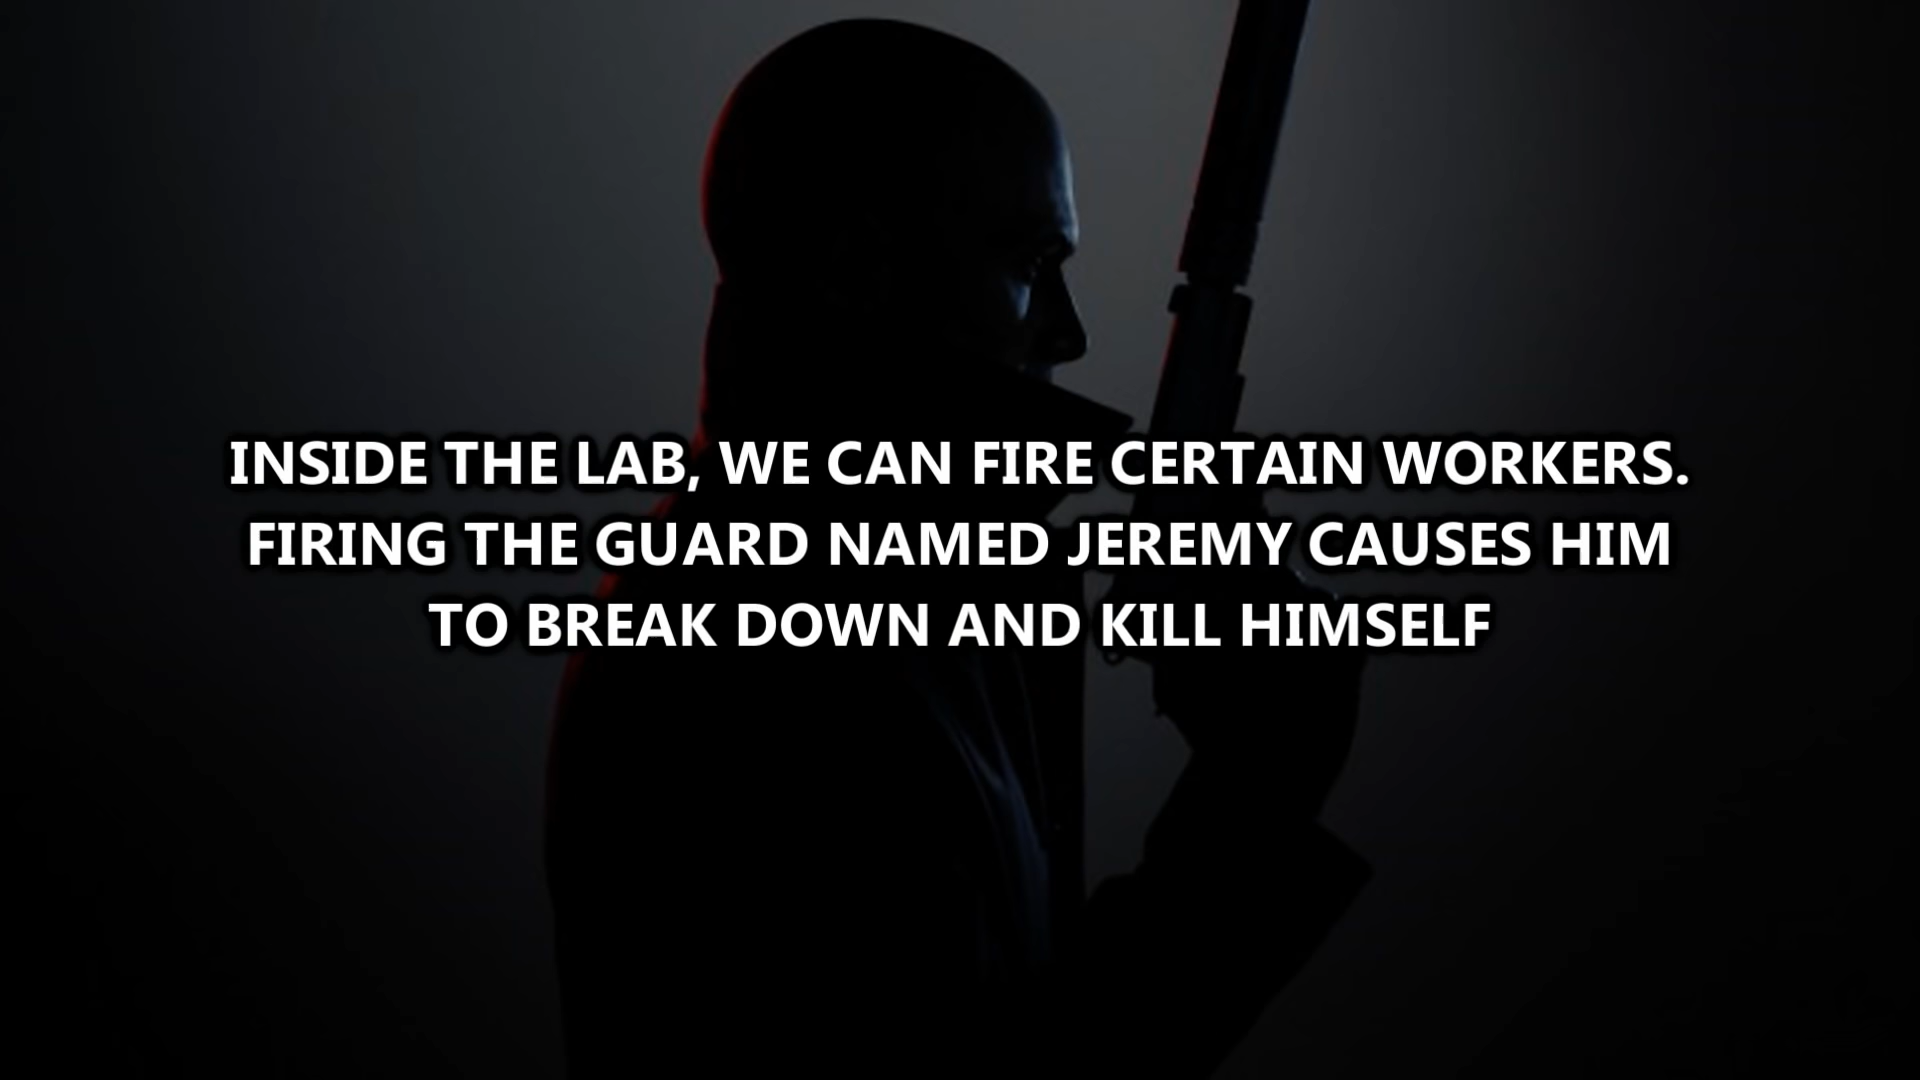 INSIDE THE LAB, WE CAN FIRE CERTAIN WORKERS.
FIRING THE GUARD NAMED JEREMY CAUSES HIM
TO BREAK DOWN AND KILL HIMSELF